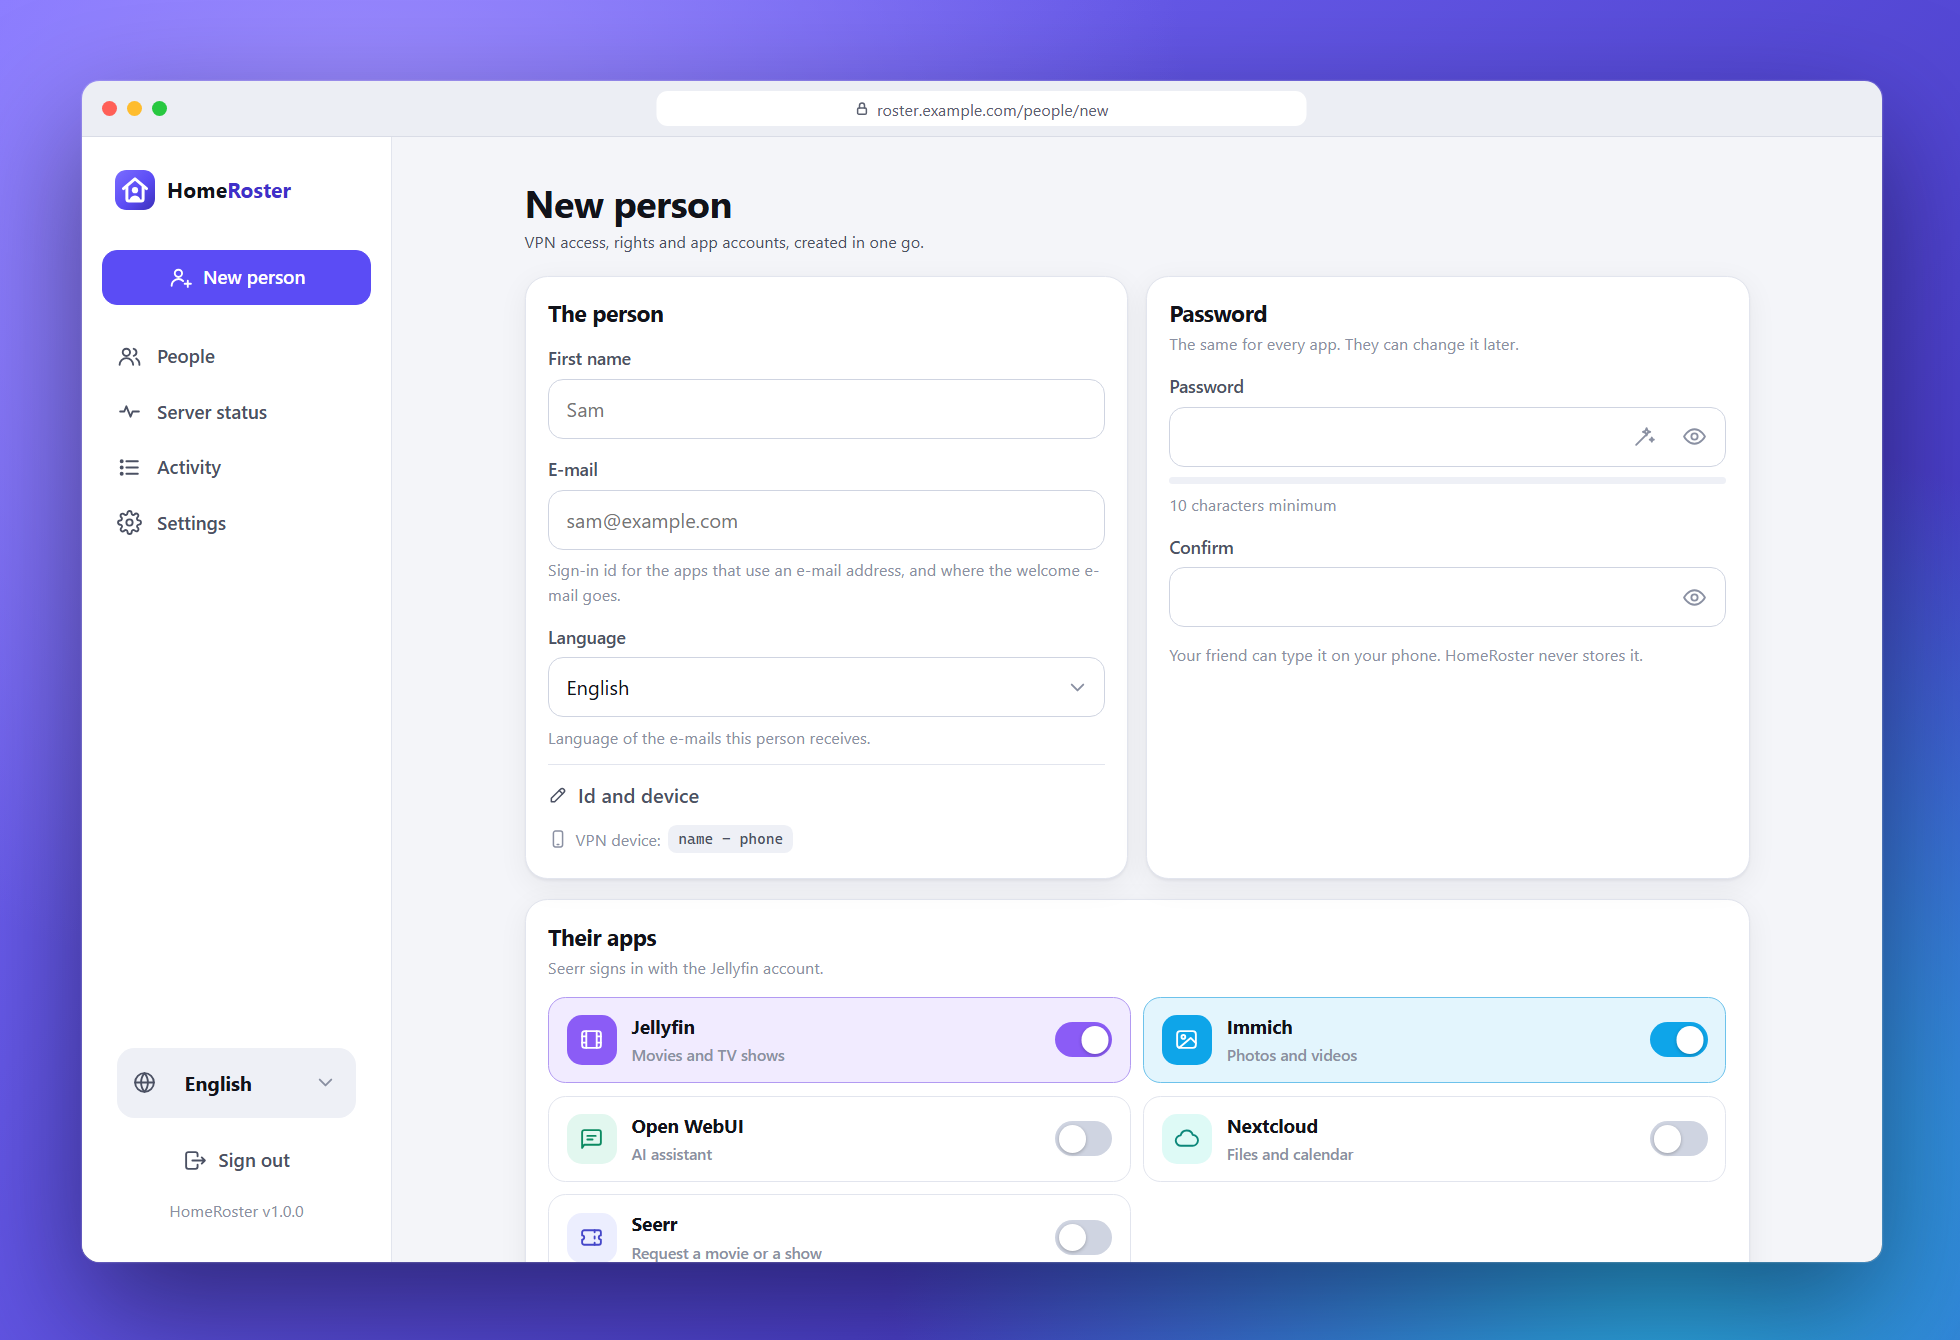 roster.example.com/people/new
HomeRoster
New person
People
Server status
Activity
Settings
English
Sign out
HomeRoster v1.0.0
New person
VPN access, rights and app accounts, created in one go.
The person
First name
Sam
E-mail
sam@example.com
Sign-in id for the apps that use an e-mail address, and where the welcome e-
mail goes.
Language
English
Language of the e-mails this person receives.
Id and device
VPN device: name – phone
Password
The same for every app. They can change it later.
Password
10 characters minimum
Confirm
Your friend can type it on your phone. HomeRoster never stores it.
Their apps
Seerr signs in with the Jellyfin account.
Jellyfin
Movies and TV shows
Immich
Photos and videos
Open WebUI
AI assistant
Nextcloud
Files and calendar
Seerr
Request a movie or a show